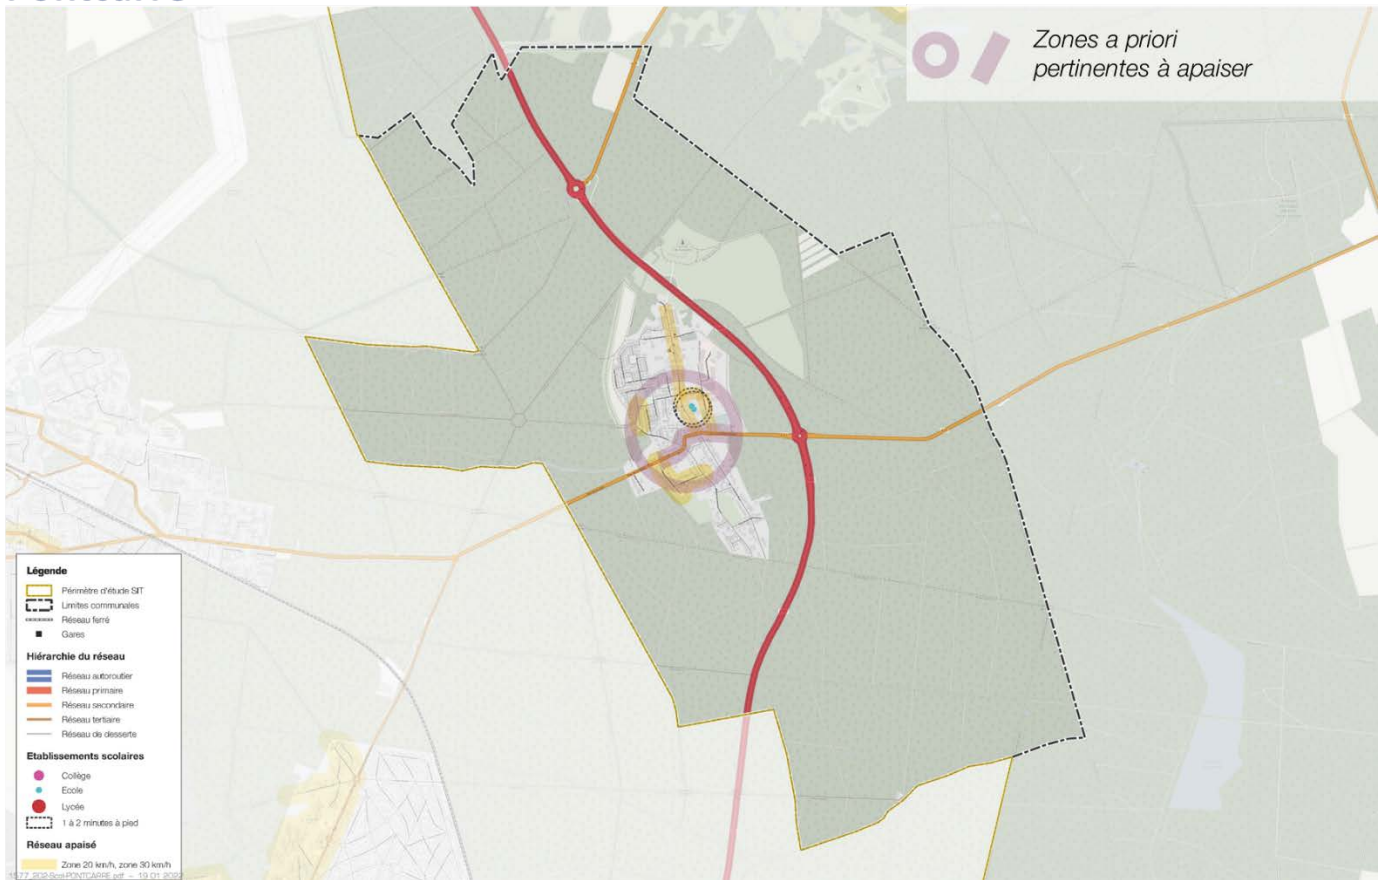 Zones a priori
pertinentes à apaiser
Légende
Périmètre d'étude SIT
Limites communales
Réseau ferré
Gares
Hiérarchie du réseau
Réseau autoroutier
Réseau primaire
Réseau secondaire
Réseau tertiaire
Réseau de desserte
Etablissements scolaires
Collège
Ecole
Lycée
1 à 2 minutes à pied
Réseau apaisé
Zone 20 km/h, zone 30 km/h